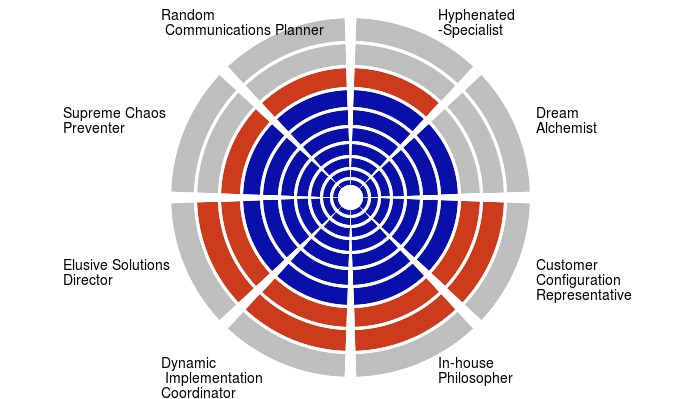 Random
Communications Planner
Hyphenated
-Specialist
Supreme Chaos
Preventer
Dream
Alchemist
Elusive Solutions
Director
Customer
Configuration
Representative
Dynamic
Implementation
Coordinator
In-house
Philosopher